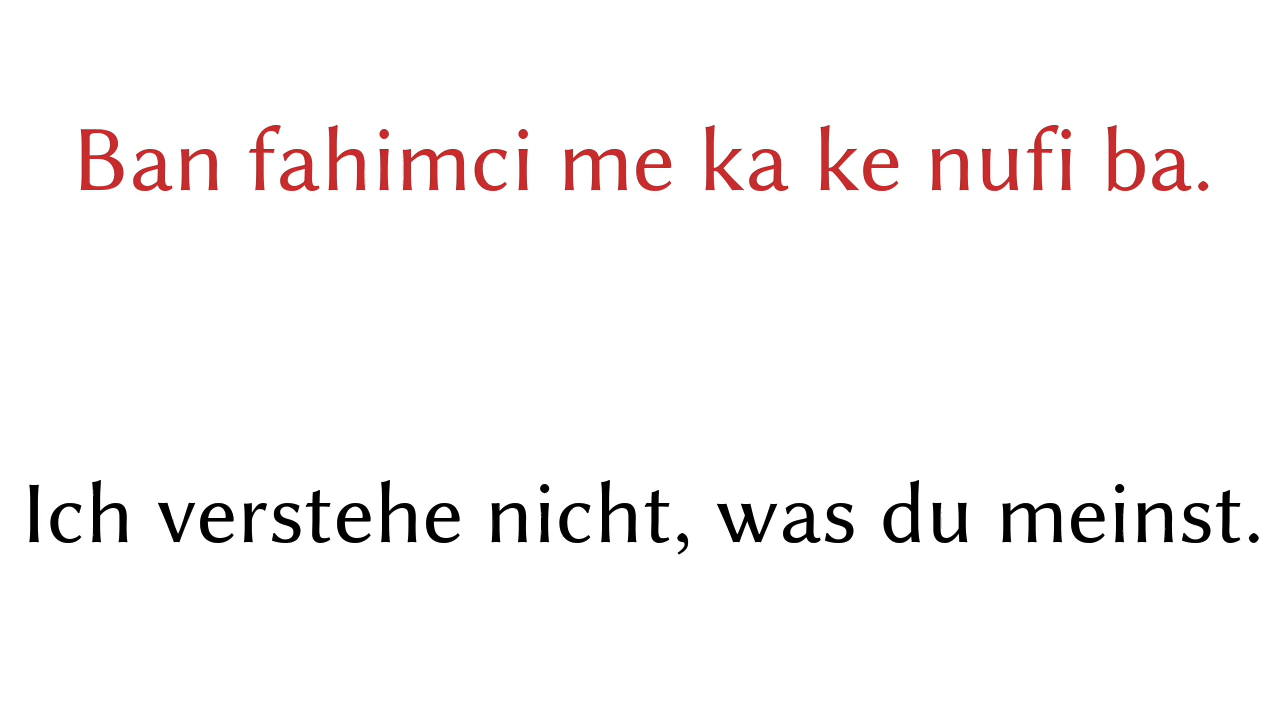 Ban fahimci me ka ke nufi ba.
Ich verstehe nicht, was du meinst.